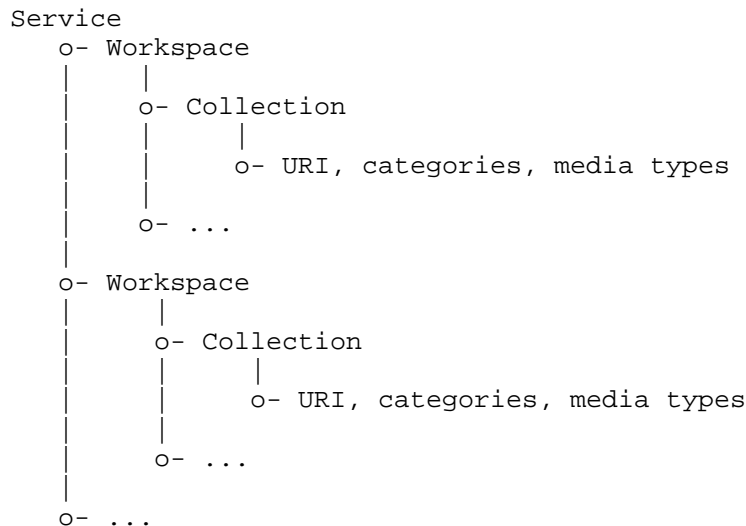 Service
o- Workspace
| |
| o- Collection
| | |
| | o- URI, categories, media types
| |
| o- ...
|
o- Workspace
| |
| o- Collection
| | |
| | o- URI, categories, media types
| |
| o- ...
|
o- ...